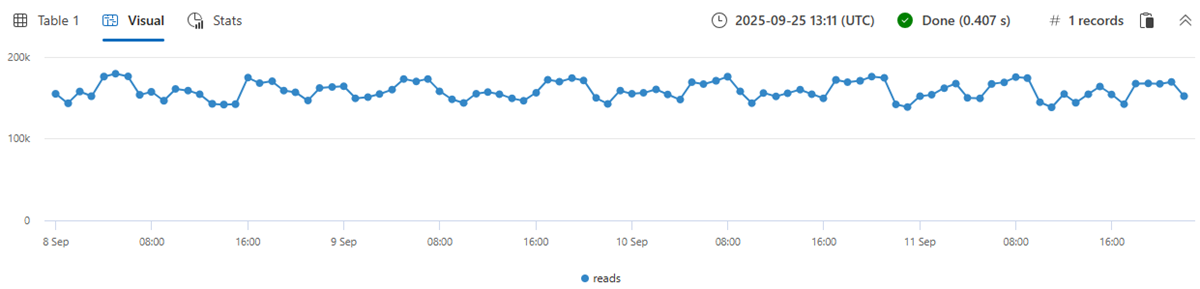 Table 1 Visual Stats 2025-09-25 13:11 (UTC) Done (0.407 s) # 1 records
200k
100k
0
8 Sep 08:00 16:00 9 Sep 08:00 16:00 10 Sep 08:00 16:00 11 Sep 08:00 16:00
reads